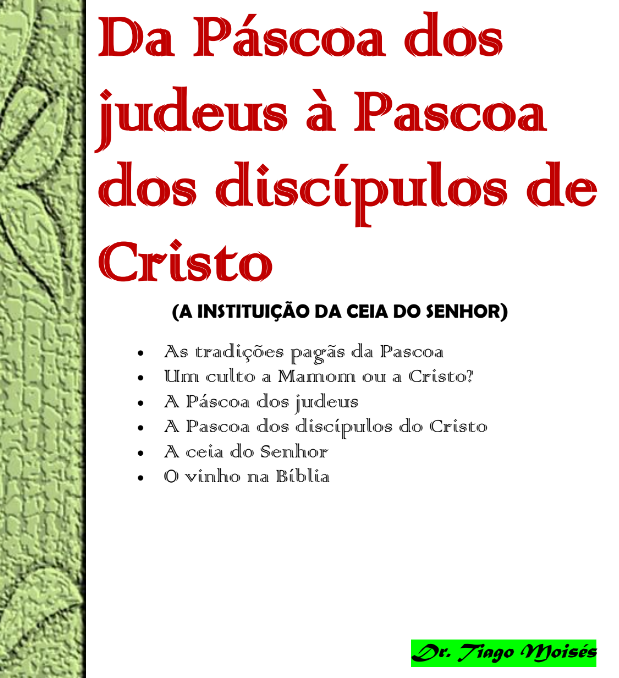 Da Páscoa dos
judeus à Pascoa
dos discípulos de
Cristo
(A INSTITUIÇÃO DA CEIA DO SENHOR)
• As tradições pagãs da Pascoa
• Um culto a Mamom ou a Cristo?
• A Páscoa dos judeus
• A Pascoa dos discípulos do Cristo
• A ceia do Senhor
• O vinho na Bíblia
Dr. Tiago Moisés